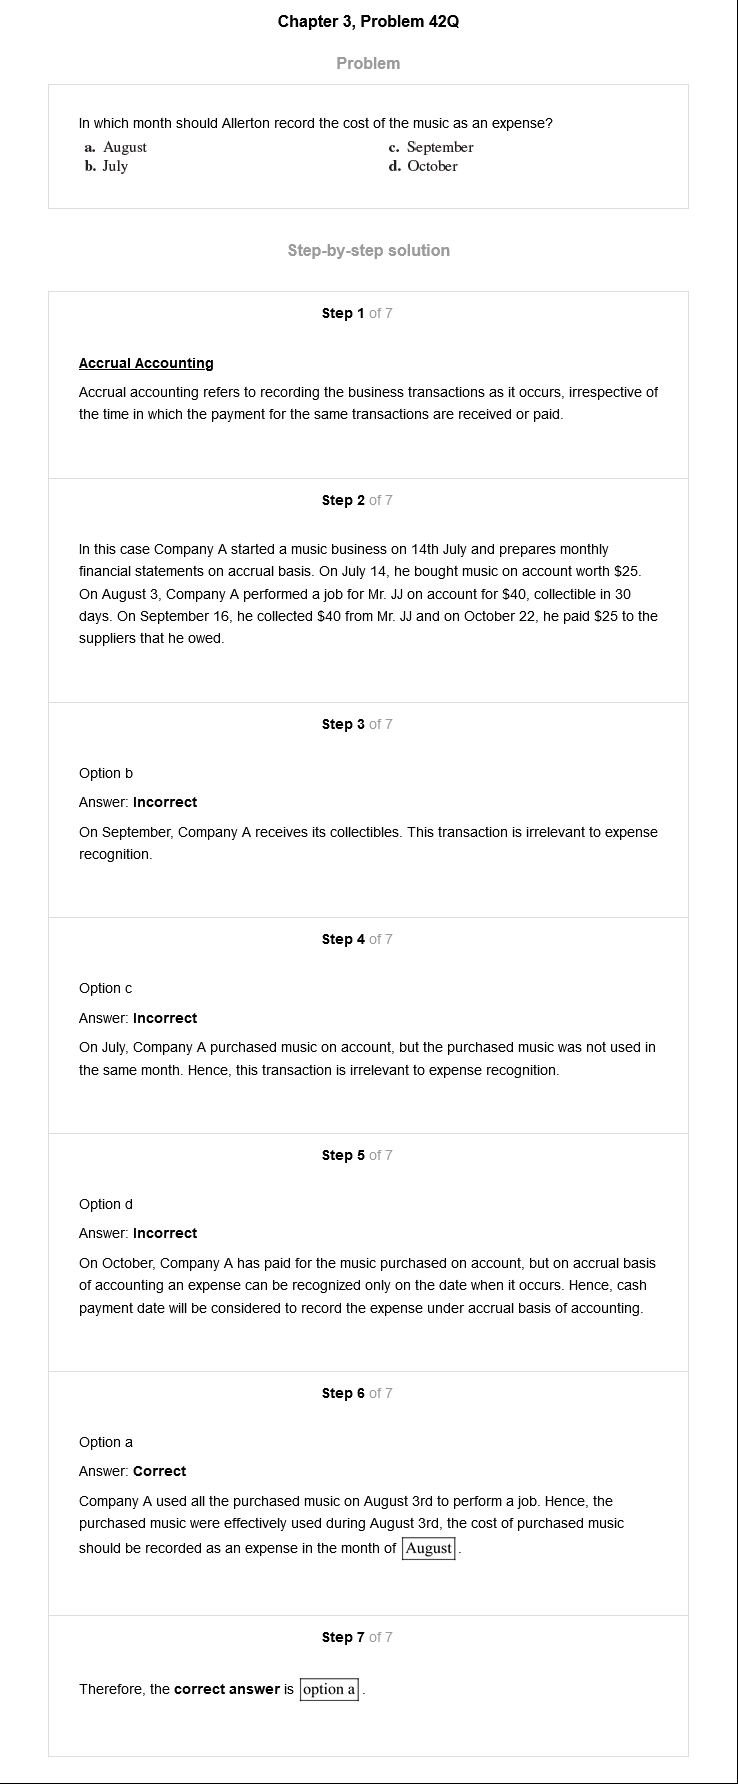 Chapter 3, Problem 42Q
Problem
In which month should Allerton record the cost of the music as an expense?
a. August
b. July
c. September
d. October
Step-by-step solution
Step 1 of 7
Accrual Accounting
Accrual accounting refers to recording the business transactions as it occurs, irrespective of
the time in which the payment for the same transactions are received or paid.
Step 2 of 7
In this case Company A started a music business on 14th July and prepares monthly
financial statements on accrual basis. On July 14, he bought music on account worth $25.
On August 3, Company A performed a job for Mr. JJ on account for $40, collectible in 30
days. On September 16, he collected $40 from Mr. JJ and on October 22, he paid $25 to the
suppliers that he owed.
Step 3 of 7
Option b
Answer: Incorrect
On September, Company A receives its collectibles. This transaction is irrelevant to expense
recognition.
Step 4 of 7
Option c
Answer: Incorrect
On July, Company A purchased music on account, but the purchased music was not used in
the same month. Hence, this transaction is irrelevant to expense recognition.
Step 5 of 7
Option d
Answer: Incorrect
On October, Company A has paid for the music purchased on account, but on accrual basis
of accounting an expense can be recognized only on the date when it occurs. Hence, cash
payment date will be considered to record the expense under accrual basis of accounting.
Step 6 of 7
Option a
Answer: Correct
Company A used all the purchased music on August 3rd to perform a job. Hence, the
purchased music were effectively used during August 3rd, the cost of purchased music
should be recorded as an expense in the month of August .
Step 7 of 7
Therefore, the correct answer is option a .